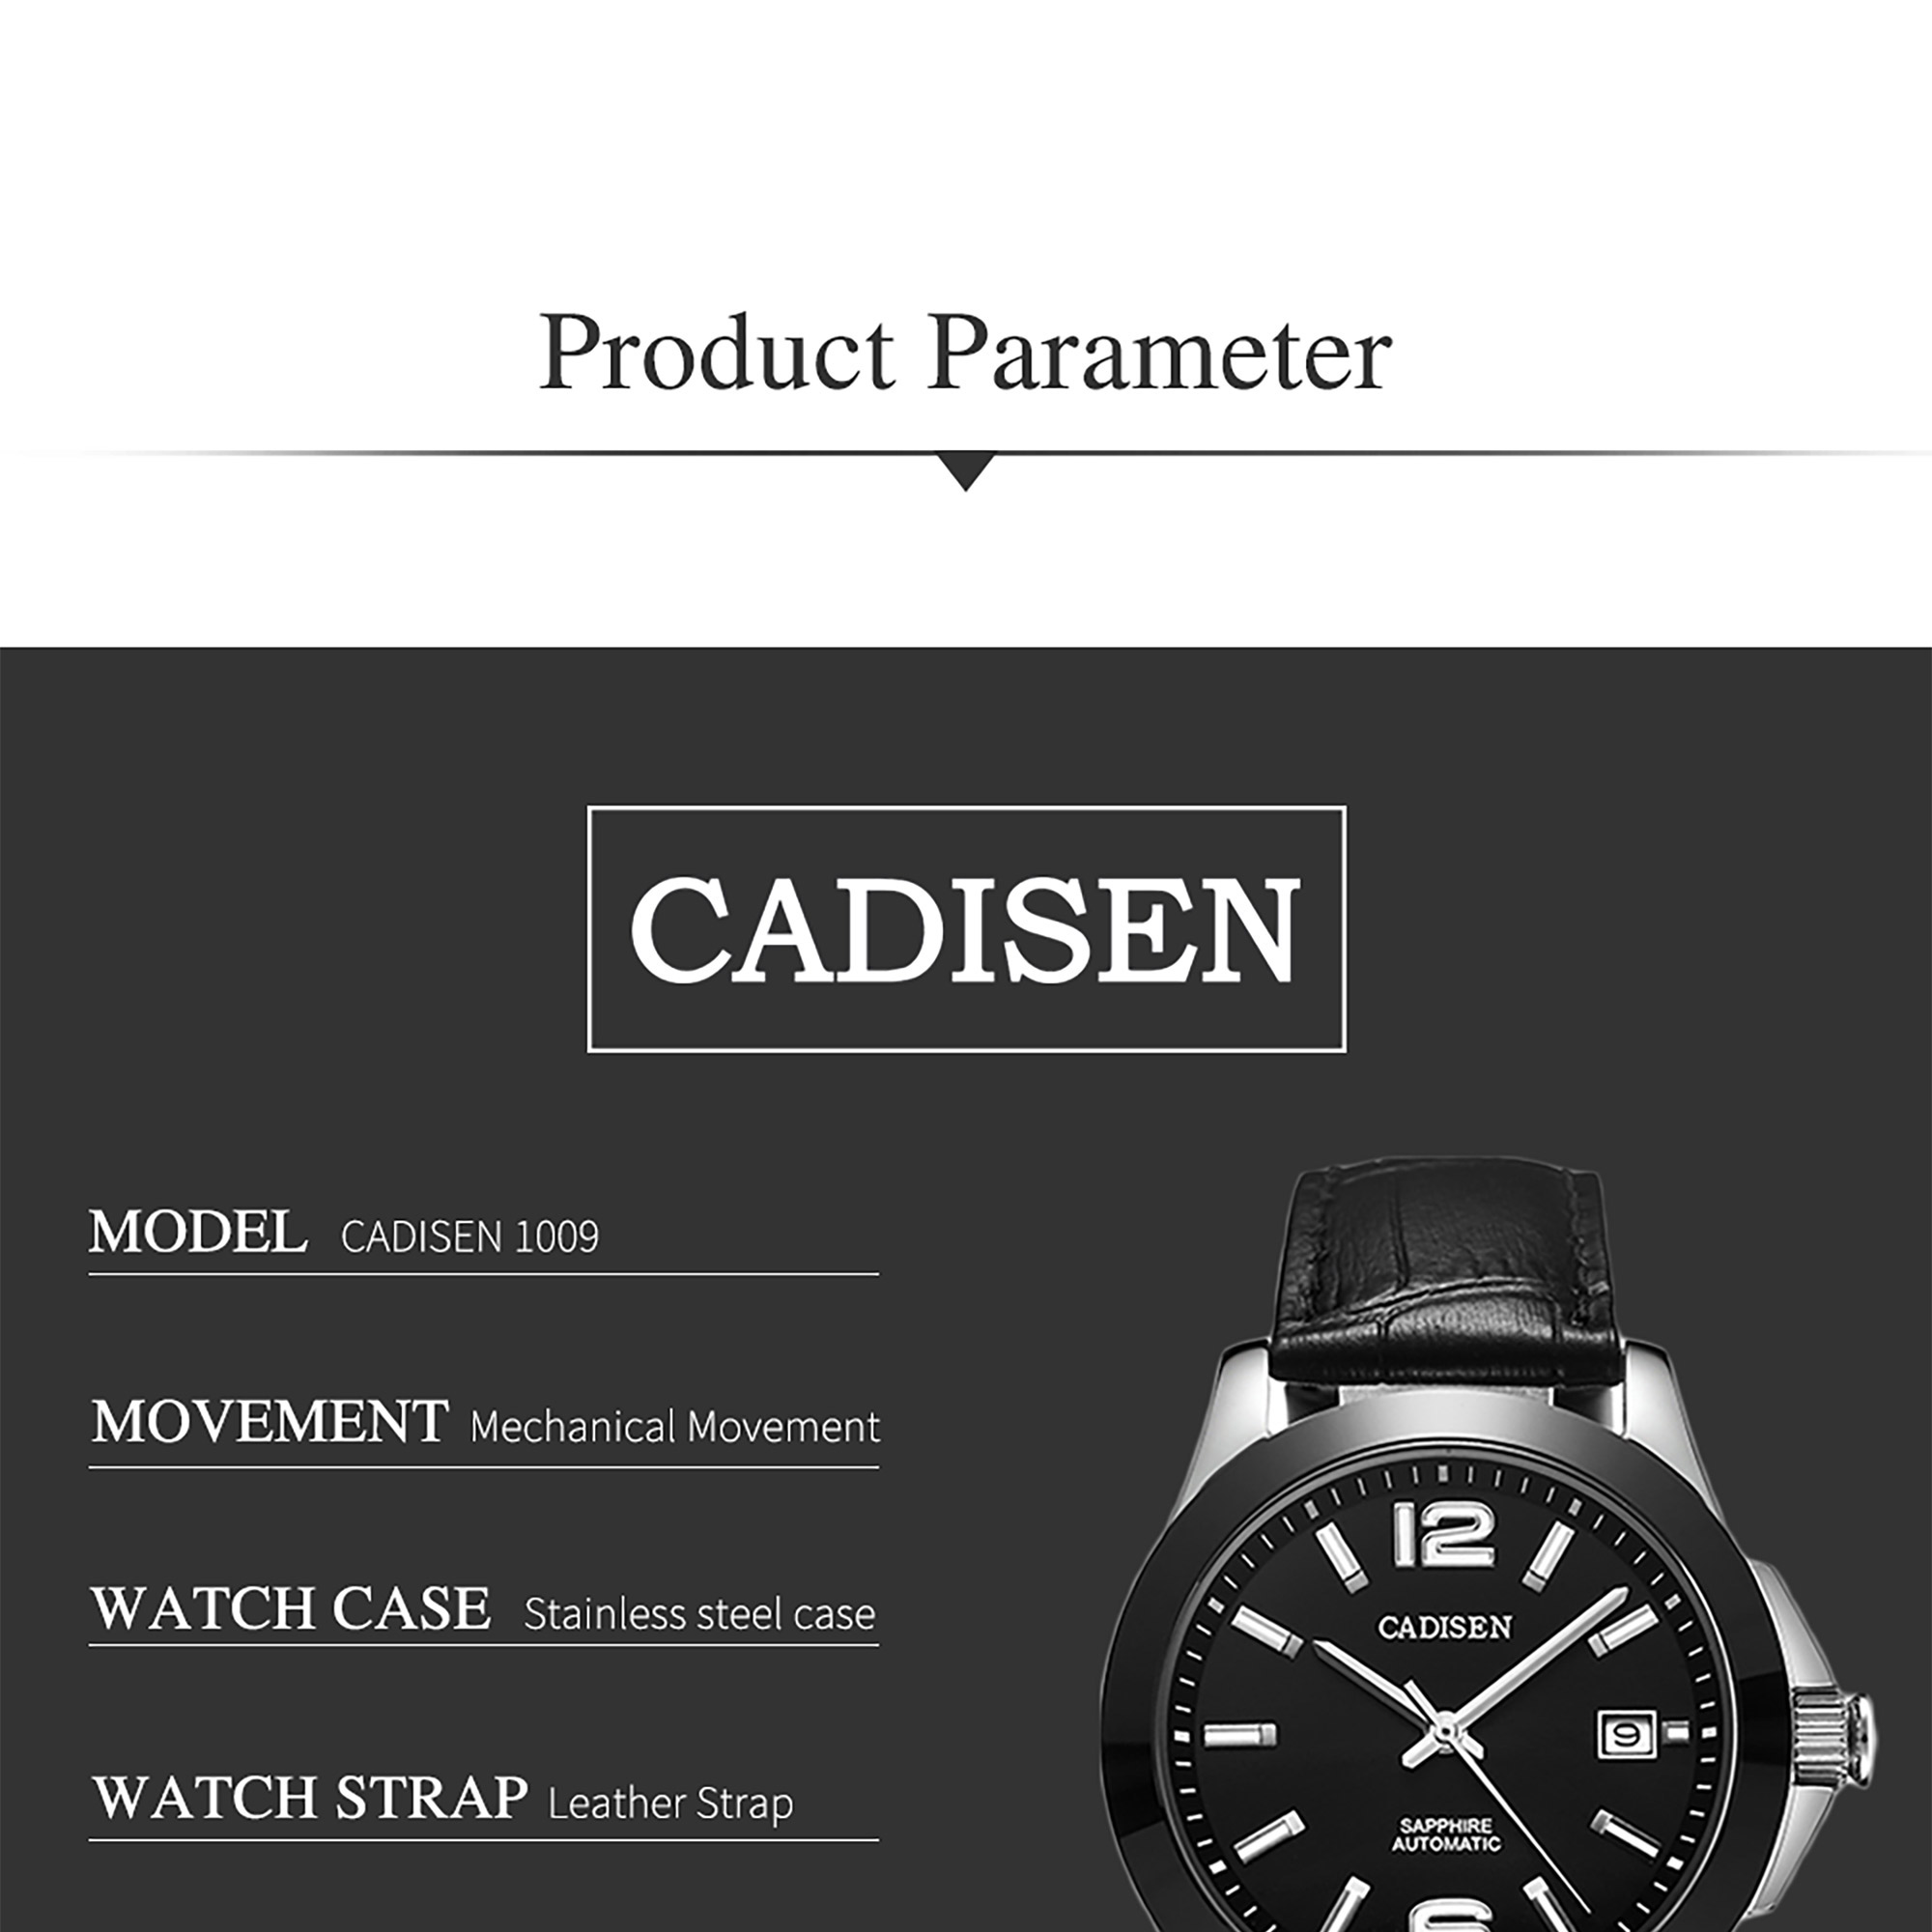 Product Parameter
CADISEN
MODEL CADISEN 1009
MOVEMENT Mechanical Movement
WATCH CASE Stainless steel case
WATCH STRAP Leather Strap
12
CADISEN
9
SAPPHIRE
AUTOMATIC
6